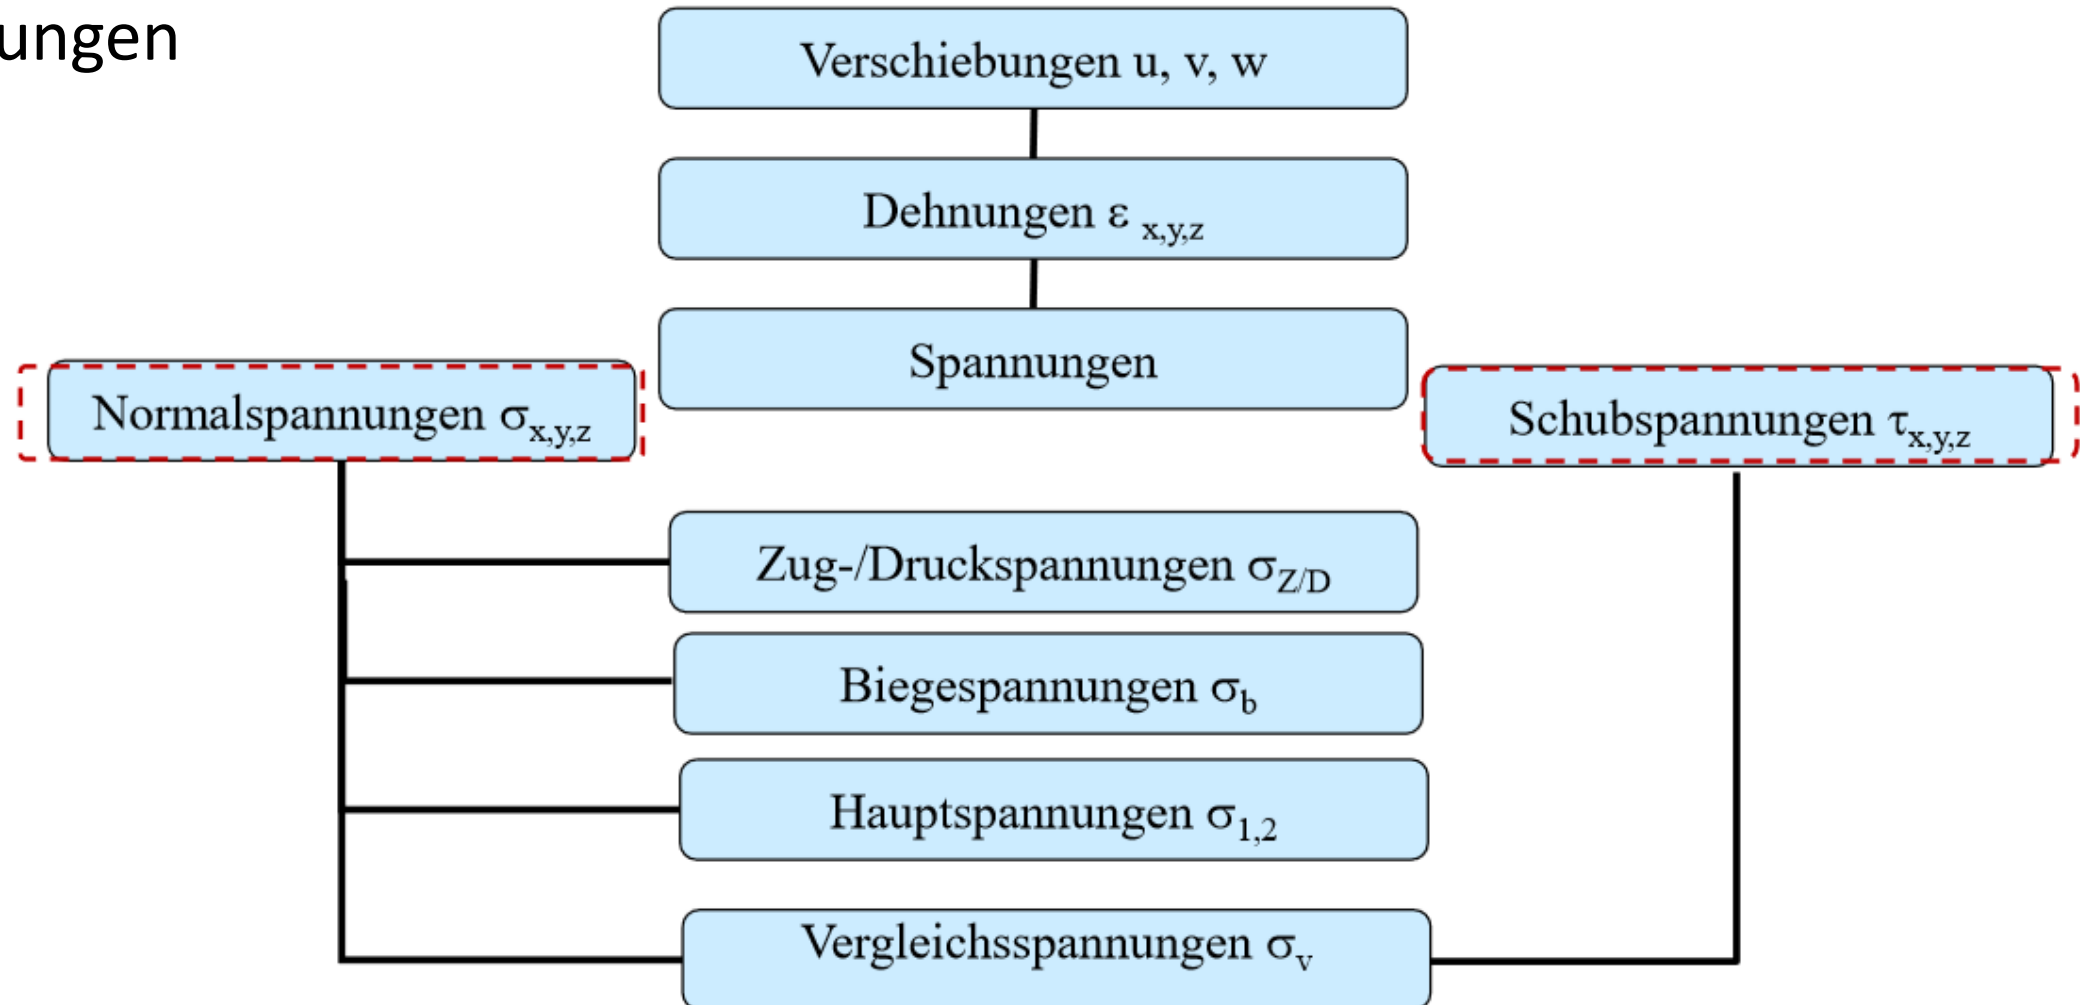 ungen
Verschiebungen u, v, w
Dehnungen ε x,y,z
Spannungen
Normalspannungen σx,y,z
Schubspannungen τx,y,z
Zug-/Druckspannungen σZ/D
Biegespannungen σb
Hauptspannungen σ1,2
Vergleichsspannungen σv